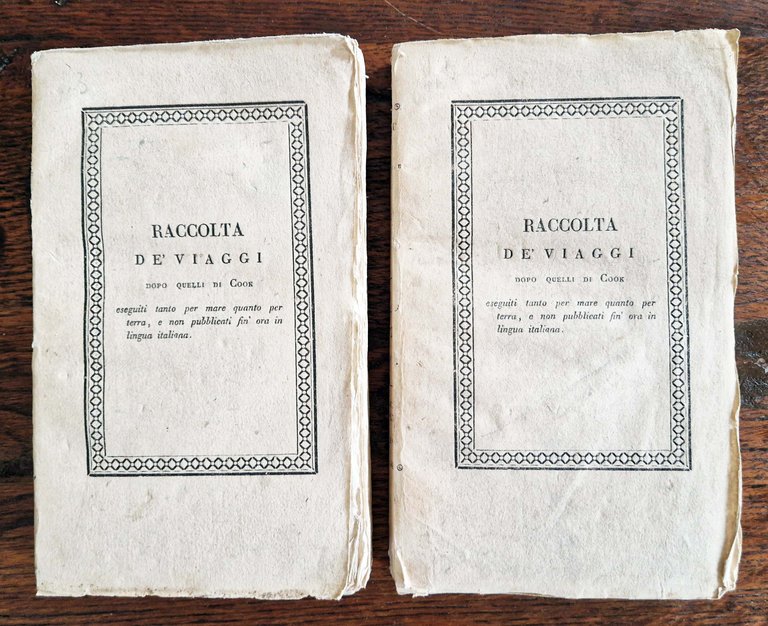 RACCOLTA
DE' VIAGGI
DOPO QUELLI DI COOK
eseguiti tanto per mare quanto per
terra, e non pubblicati fin' ora in
lingua italiana.
RACCOLTA
DE' VIAGGI
DOPO QUELLI DI COOK
eseguiti tanto per mare quanto per
terra, e non pubblicati fin' ora in
lingua italiana.